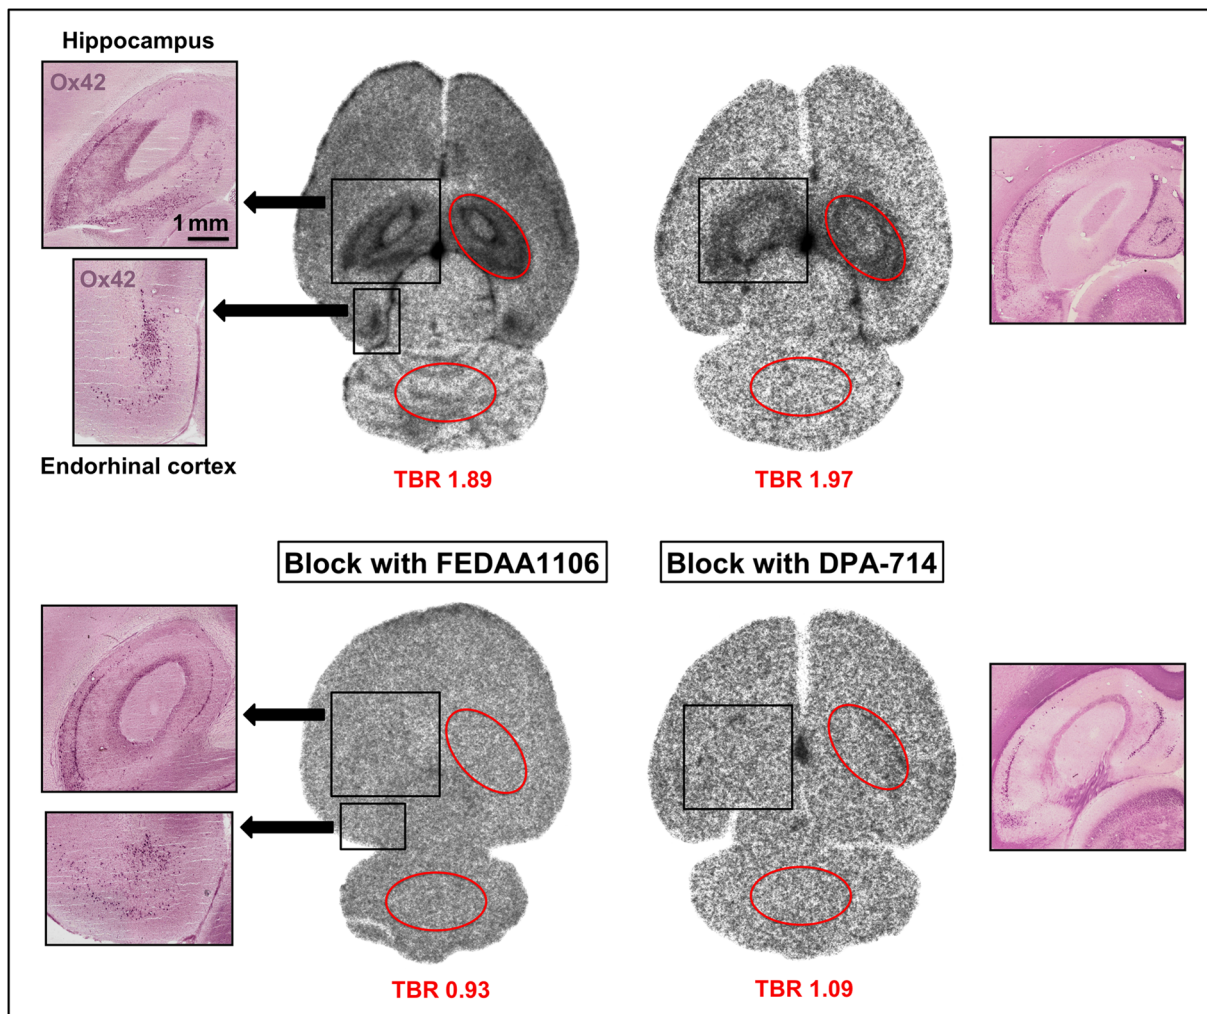 Hippocampus
Ox42
1 mm
Ox42
Endorhinal cortex
TBR 1.89
TBR 1.97
Block with FEDAA1106
Block with DPA-714
TBR 0.93
TBR 1.09